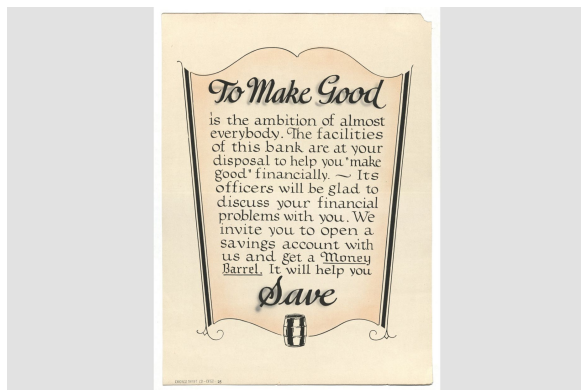 To Make Good
is the ambition of almost
everybody. The facilities
of this bank are at your
disposal to help you "make
good" financially. ~ Its
officers will be glad to
discuss your financial
problems with you. We
invite you to open a
savings account with
us and get a Money
Barrel. It will help you
Save